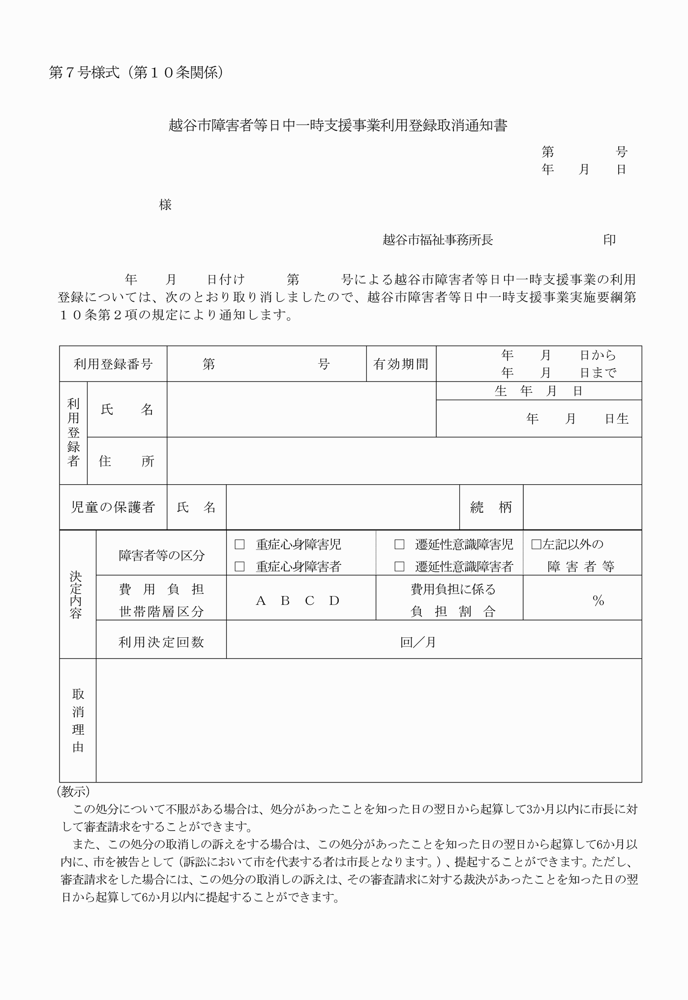 第７号様式（第１０条関係）
越谷市障害者等日中一時支援事業利用登録取消通知書
第　　　　　号
年　　月　　日
様
越谷市福祉事務所長　　　　　　　　　印
年　　月　　日付け　　　第　　　号による越谷市障害者等日中一時支援事業の利用
登録については、次のとおり取り消しましたので、越谷市障害者等日中一時支援事業実施要綱第
１０条第２項の規定により通知します。
利用登録番号　第　　　　　　　　号　有効期間　年　　月　　日から
年　　月　　日まで
利用登録者
氏　　名
生　年　月　日
年　　月　　日生
住　　所
児童の保護者　氏　名　続　柄
決定内容
障害者等の区分
□　重症心身障害児　□　遷延性意識障害児　□左記以外の
□　重症心身障害者　□　遷延性意識障害者　障害者等
費　用　負　担
世帯階層区分
Ａ　Ｂ　Ｃ　Ｄ
費用負担に係る
負　担　割　合
％
利用決定回数　回／月
取消理由
（教示）
この処分について不服がある場合は、処分があったことを知った日の翌日から起算して3か月以内に市長に対
して審査請求をすることができます。
また、この処分の取消しの訴えをする場合は、この処分があったことを知った日の翌日から起算して6か月以
内に、市を被告として（訴訟において市を代表する者は市長となります。）、提起することができます。ただし、
審査請求をした場合には、この処分の取消しの訴えは、その審査請求に対する裁決があったことを知った日の翌
日から起算して6か月以内に提起することができます。